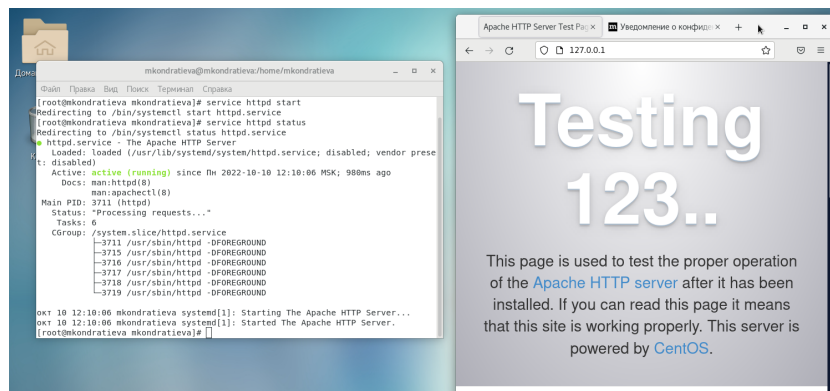 Дома
mkondratieva@mkondratieva:/home/mkondratieva
Файл Правка Вид Поиск Терминал Справка
[root@mkondratieva mkondratieva]# service httpd start
Redirecting to /bin/systemctl start httpd.service
[root@mkondratieva mkondratieva]# service httpd status
Redirecting to /bin/systemctl status httpd.service
● httpd.service - The Apache HTTP Server
Loaded: loaded (/usr/lib/systemd/system/httpd.service; disabled; vendor prese
t: disabled)
Active: active (running) since Пн 2022-10-10 12:10:06 MSK; 980ms ago
Docs: man:httpd(8)
man:apachectl(8)
Main PID: 3711 (httpd)
Status: "Processing requests..."
Tasks: 6
CGroup: /system.slice/httpd.service
├─3711 /usr/sbin/httpd -DFOREGROUND
├─3715 /usr/sbin/httpd -DFOREGROUND
├─3716 /usr/sbin/httpd -DFOREGROUND
├─3717 /usr/sbin/httpd -DFOREGROUND
├─3718 /usr/sbin/httpd -DFOREGROUND
└─3719 /usr/sbin/httpd -DFOREGROUND
окт 10 12:10:06 mkondratieva systemd[1]: Starting The Apache HTTP Server...
окт 10 12:10:06 mkondratieva systemd[1]: Started The Apache HTTP Server.
[root@mkondratieva mkondratieva]#
Apache HTTP Server Test Pag
m Уведомление о конфиде
127.0.0.1
Testing
123..
This page is used to test the proper operation
of the Apache HTTP server after it has been
installed. If you can read this page it means
that this site is working properly. This server is
powered by CentOS.